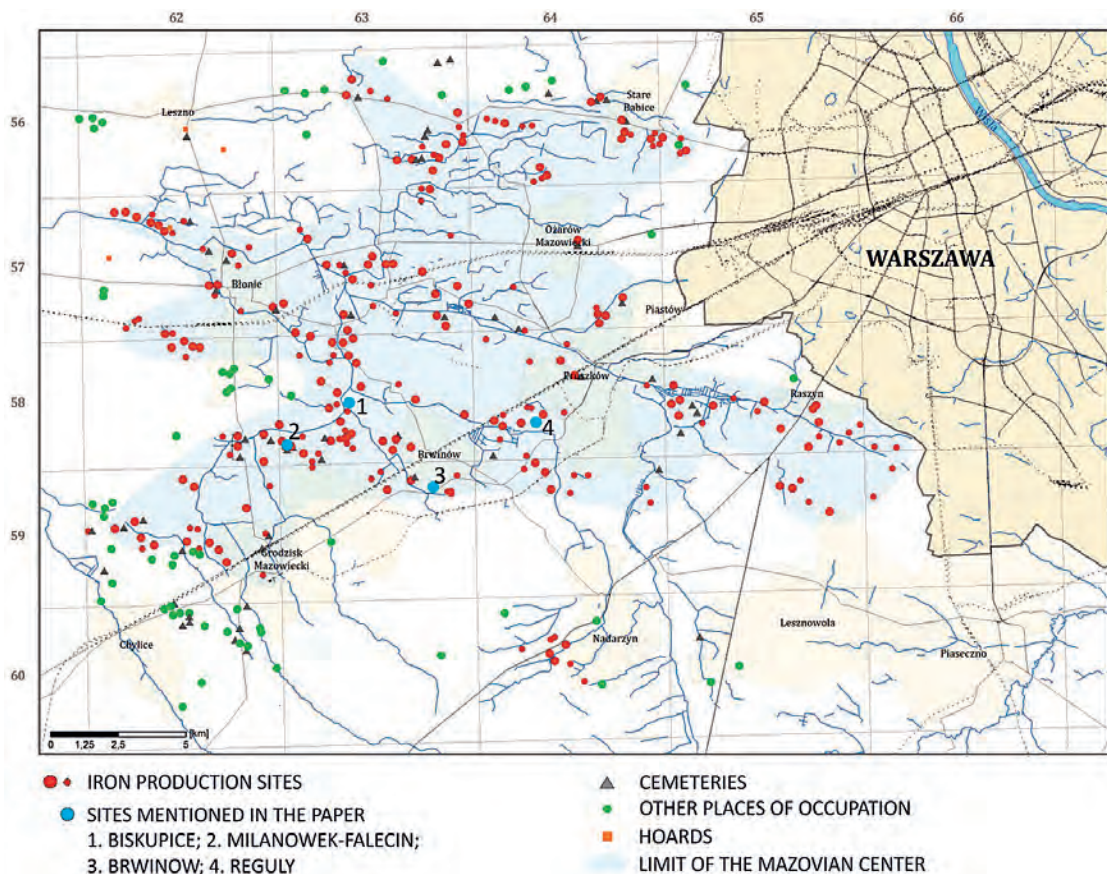 62 63 64 65 66
56
57
58
59
60
Leszno
Stare
Babice
Wisła
Ożarów
Mazowiecki
WARSZAWA
Błonie
Piastów
Pruszków
Raszyn
1
2
4
Brwinów
3
Grodzisk
Mazowiecki
Chylice
Nadarzyn
Lesznowola
Piaseczno
0 1,25 2,5 5 [km]
IRON PRODUCTION SITES
SITES MENTIONED IN THE PAPER
1. BISKUPICE; 2. MILANOWEK-FALECIN;
3. BRWINOW; 4. REGULY
CEMETERIES
OTHER PLACES OF OCCUPATION
HOARDS
LIMIT OF THE MAZOVIAN CENTER